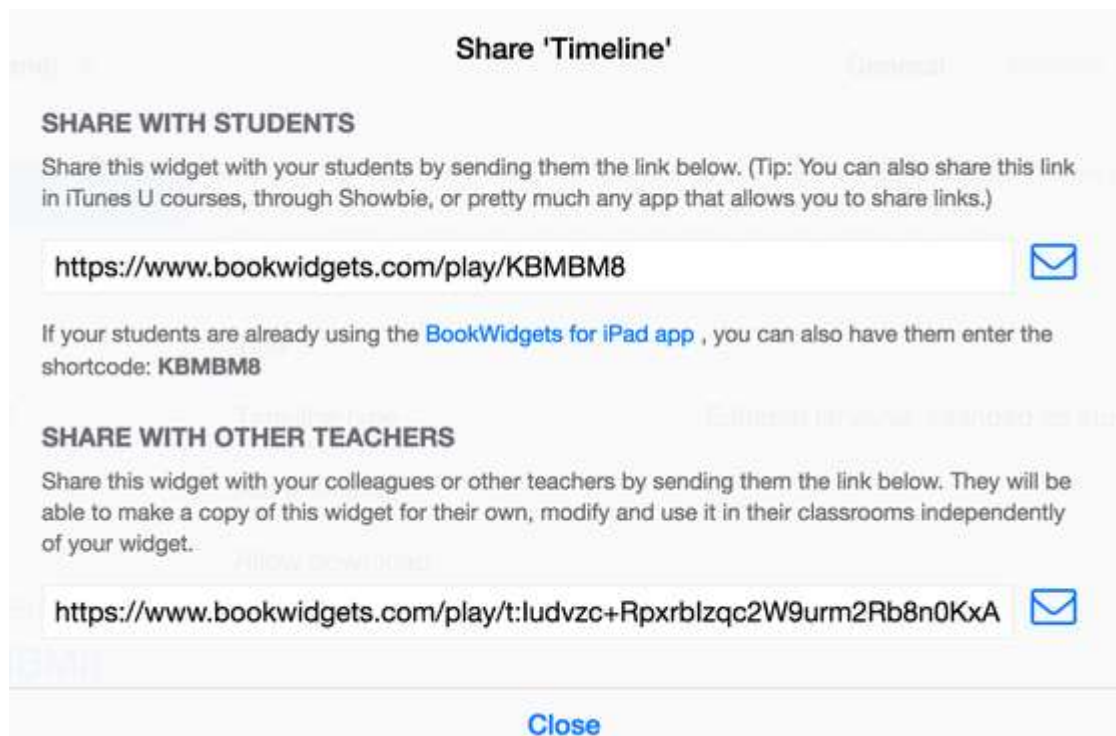 Share 'Timeline'
General
SHARE WITH STUDENTS
Share this widget with your students by sending them the link below. (Tip: You can also share this link
in iTunes U courses, through Showbie, or pretty much any app that allows you to share links.)
https://www.bookwidgets.com/play/KBMBM8
If your students are already using the BookWidgets for iPad app , you can also have them enter the
shortcode: KBMBM8
Timeline type
SHARE WITH OTHER TEACHERS
Share this widget with your colleagues or other teachers by sending them the link below. They will be
able to make a copy of this widget for their own, modify and use it in their classrooms independently
of your widget.
Allow download
https://www.bookwidgets.com/play/t:Iudvzc+RpxrbIzqc2W9urm2Rb8n0KxA
Close